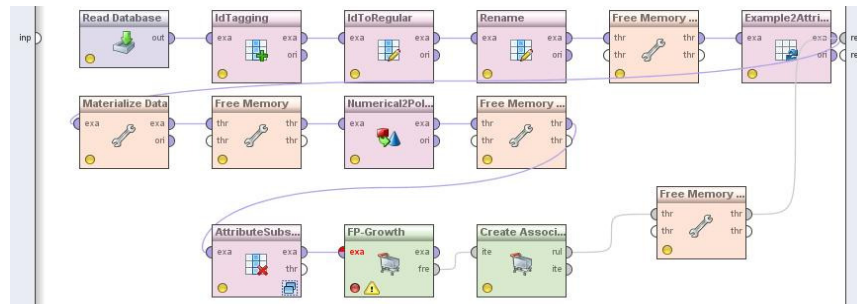 Read Database
IdTagging
IdToRegular
Rename
Free Memory ...
Example2Attri...
inp
out
exa exa
ori
exa exa
ori
exa exa
ori
thr thr
thr thr
exa exa
ori
re
re
Materialize Data
Free Memory
Numerical2Pol...
Free Memory ...
exa exa
ori
thr thr
thr thr
exa exa
ori
thr thr
thr thr
Free Memory ...
thr thr
thr thr
AttributeSubs...
FP-Growth
Create Associ...
exa exa
thr
exa exa
fre
ite rul
ite